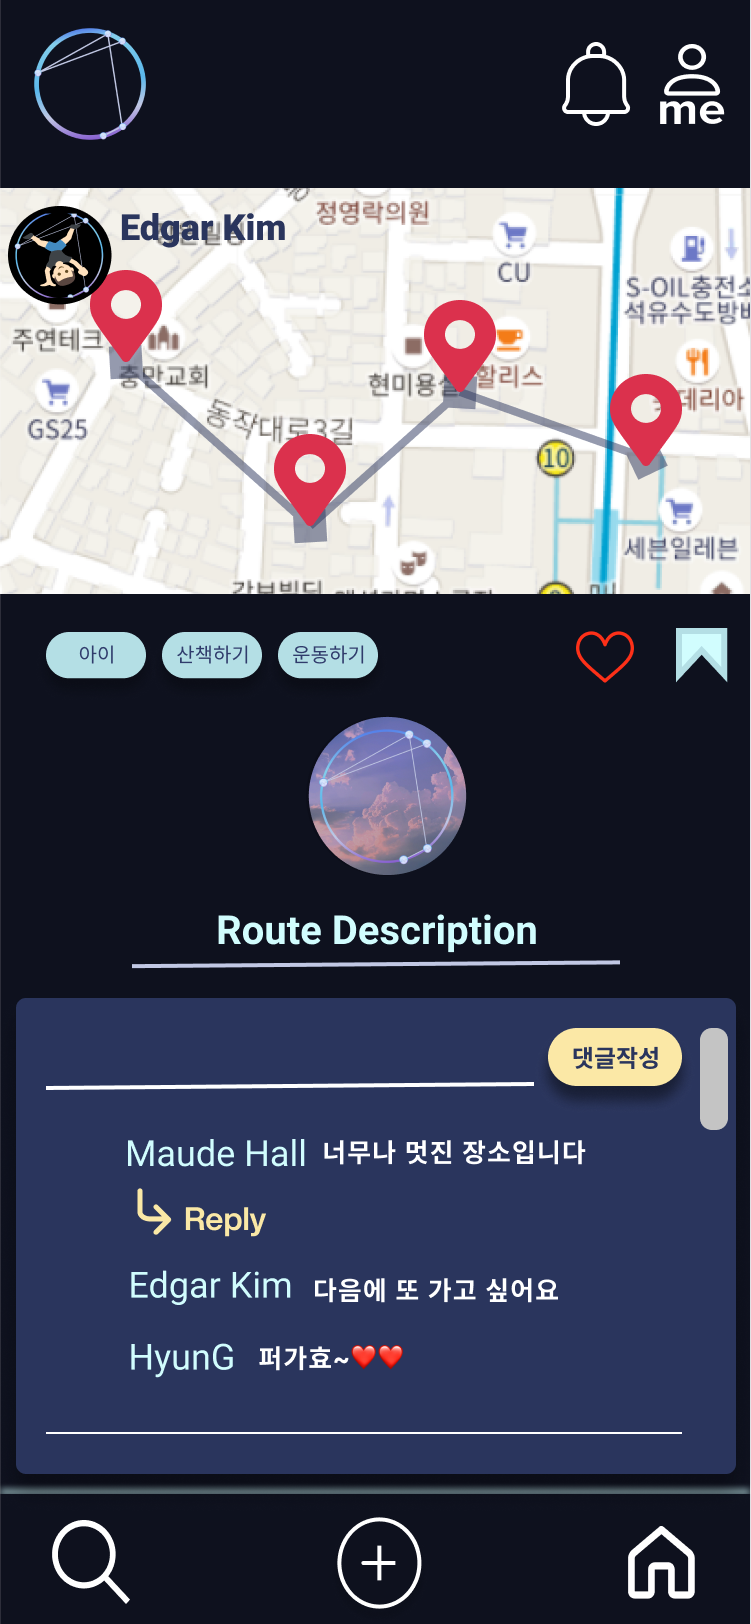 me
Edgar Kim
정영락의원
CU
S-OIL충전소
석유수도방비
주연테크
충만교회
현미용실
할리스
데리아
GS25
동작대로3길
10
세븐일레븐
강부빌딩
아이
산책하기
운동하기
Route Description
댓글작성
Maude Hall 너무나 멋진 장소입니다
Reply
Edgar Kim 다음에 또 가고 싶어요
HyunG 퍼가효~❤️❤️